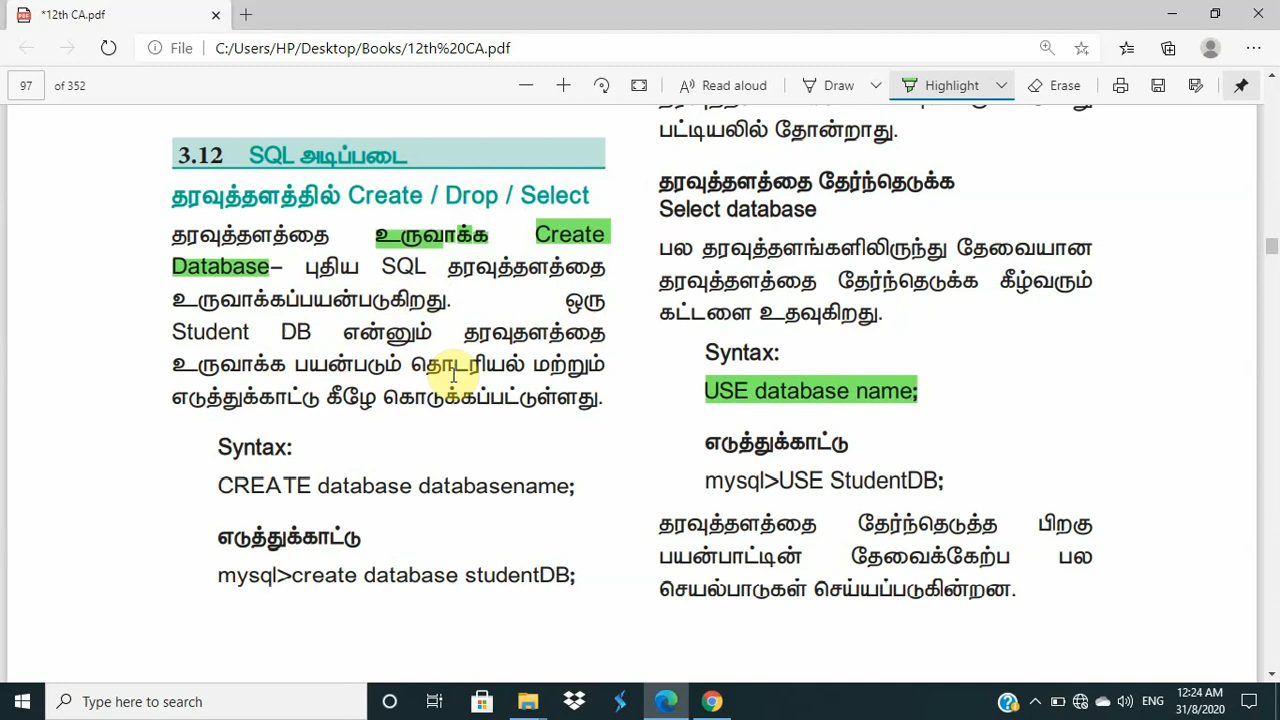 *12th CA.pdf
File C:/Users/HP/Desktop/Books/12th%20CA.pdf
97 of 352
Read aloud Draw Highlight Erase
3.12 SQL அடிப்படை
தரவுத்தளத்தில் Create / Drop / Select
தரவுத்தளத்தை உருவாக்க Create
Database– புதிய SQL தரவுத்தளத்தை
உருவாக்கப்பயன்படுகிறது. ஒரு
Student DB என்னும் தரவுதளத்தை
உருவாக்க பயன்படும் தொடரியல் மற்றும்
எடுத்துக்காட்டு கீழே கொடுக்கப்பட்டுள்ளது.
Syntax:
CREATE database databasename;
எடுத்துக்காட்டு
mysql>create database studentDB;
பட்டியலில் தோன்றாது.
தரவுத்தளத்தை தேர்ந்தெடுக்க
Select database
பல தரவுத்தளங்களிலிருந்து தேவையான
தரவுத்தளத்தை தேர்ந்தெடுக்க கீழ்வரும்
கட்டளை உதவுகிறது.
Syntax:
USE database name;
எடுத்துக்காட்டு
mysql>USE StudentDB;
தரவுத்தளத்தை தேர்ந்தெடுத்த பிறகு
பயன்பாட்டின் தேவைக்கேற்ப பல
செயல்பாடுகள் செய்யப்படுகின்றன.
Type here to search
ENG
12:24 AM
31/8/2020